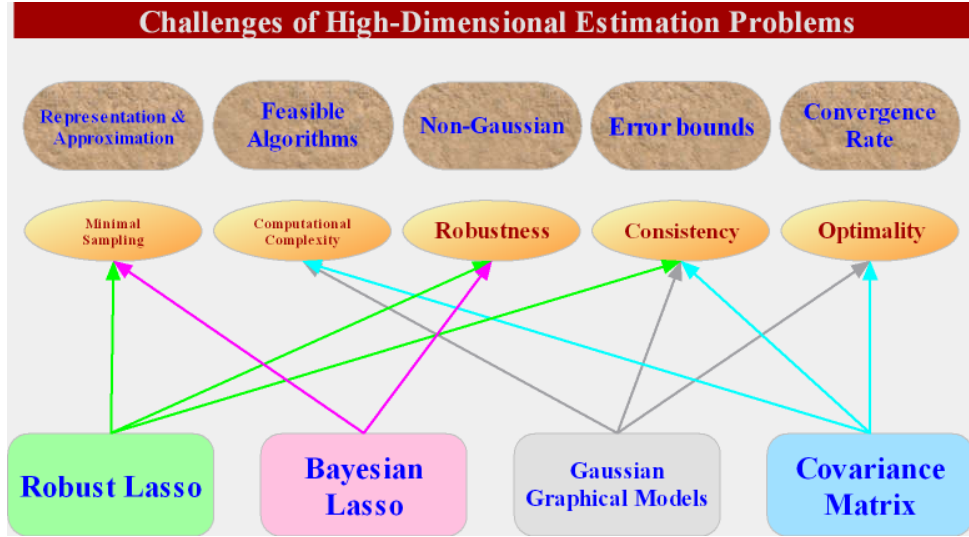 Challenges of High-Dimensional Estimation Problems
Representation &
Approximation
Feasible
Algorithms
Non-Gaussian
Error bounds
Convergence
Rate
Minimal
Sampling
Computational
Complexity
Robustness
Consistency
Optimality
Robust Lasso
Bayesian
Lasso
Gaussian
Graphical Models
Covariance
Matrix